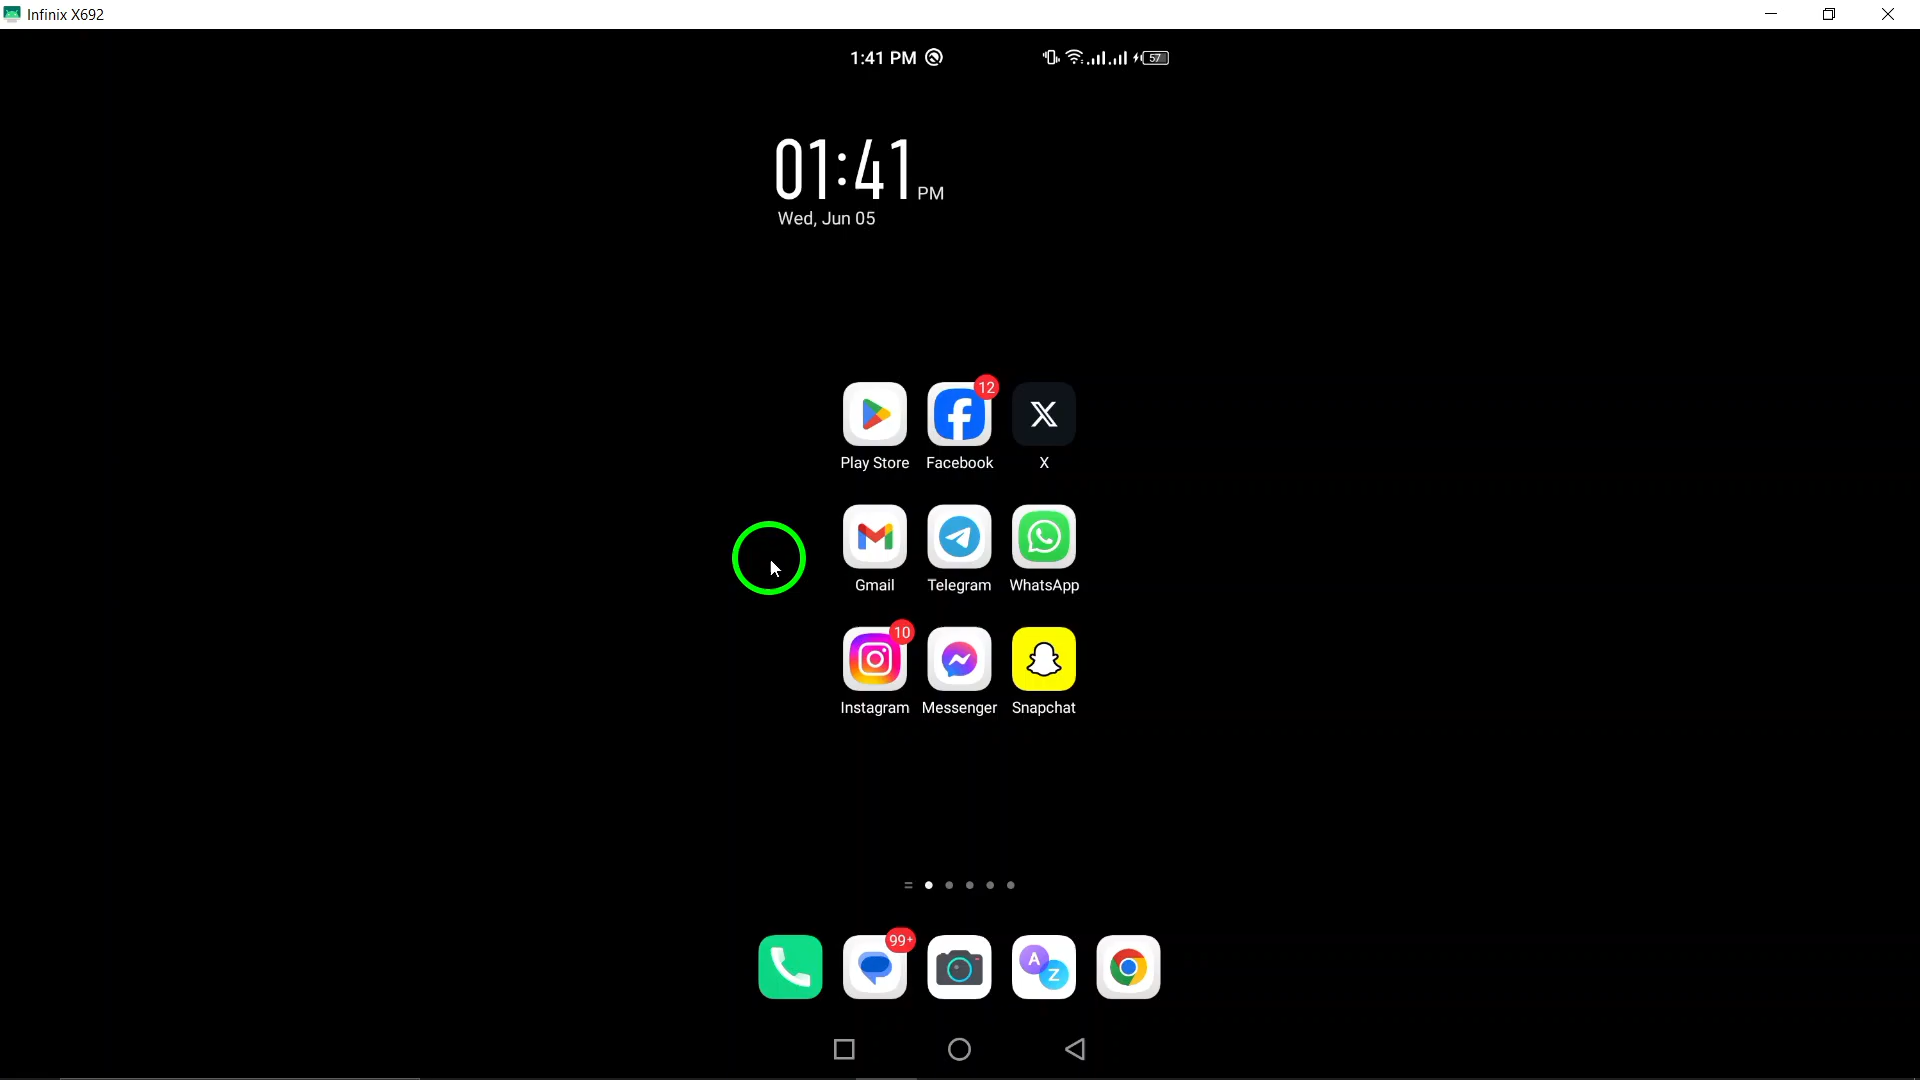 Infinix X692
1:41 PM
57
01:41 PM
Wed, Jun 05
12
X
Play Store Facebook X
Gmail Telegram WhatsApp
10
Instagram Messenger Snapchat
99+
A
Z